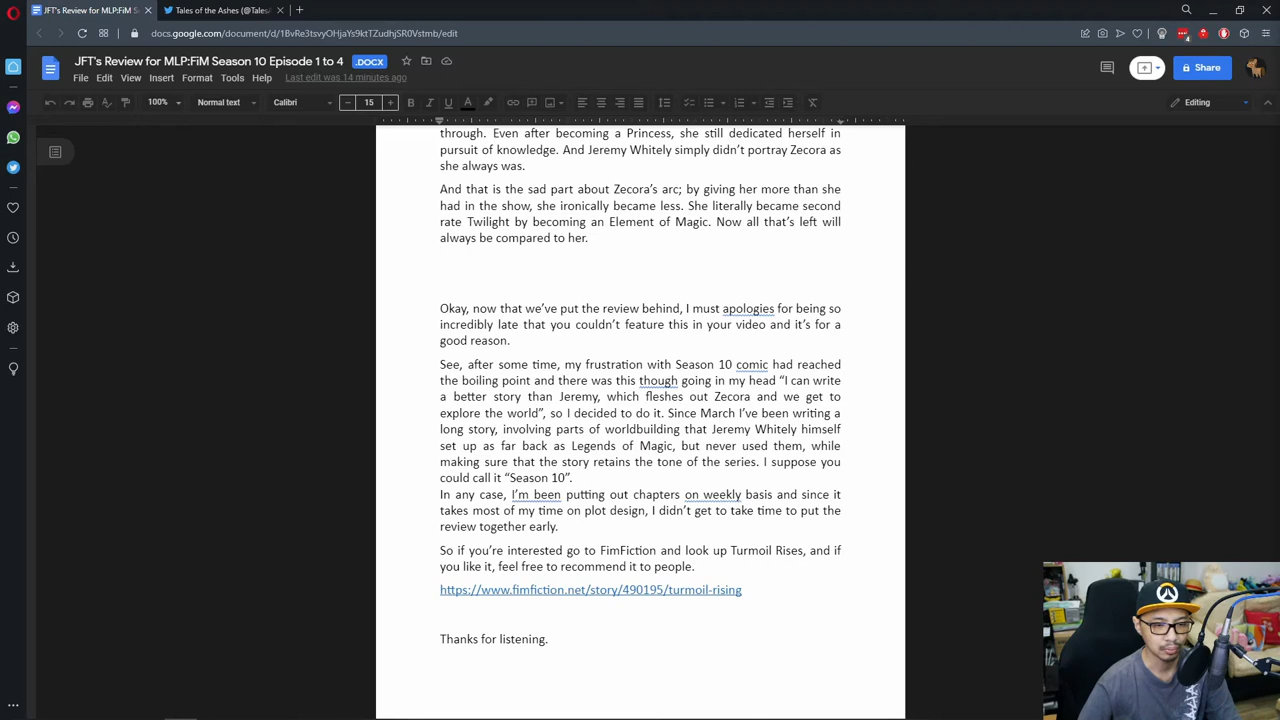 JFT's Review for MLP:FiM S
Tales of the Ashes (@Tales
docs.google.com/document/d/1BvRe3tsvyOHjaYs9ktTZudhjSR0Vstmb/edit
4
JFT's Review for MLP:FiM Season 10 Episode 1 to 4 .DOCX
File Edit View Insert Format Tools Help Last edit was 14 minutes ago
Share
100% Normal text Calibri 15 Editing
through. Even after becoming a Princess, she still dedicated herself in
pursuit of knowledge. And Jeremy Whitely simply didn't portray Zecora as
she always was.
And that is the sad part about Zecora's arc; by giving her more than she
had in the show, she ironically became less. She literally became second
rate Twilight by becoming an Element of Magic. Now all that's left will
always be compared to her.
Okay, now that we've put the review behind, I must apologies for being so
incredibly late that you couldn't feature this in your video and it's for a
good reason.
See, after some time, my frustration with Season 10 comic had reached
the boiling point and there was this though going in my head “I can write
a better story than Jeremy, which fleshes out Zecora and we get to
explore the world”, so I decided to do it. Since March I've been writing a
long story, involving parts of worldbuilding that Jeremy Whitely himself
set up as far back as Legends of Magic, but never used them, while
making sure that the story retains the tone of the series. I suppose you
could call it “Season 10”.
In any case, I'm been putting out chapters on weekly basis and since it
takes most of my time on plot design, I didn't get to take time to put the
review together early.
So if you're interested go to FimFiction and look up Turmoil Rises, and if
you like it, feel free to recommend it to people.
https://www.fimfiction.net/story/490195/turmoil-rising
Thanks for listening.